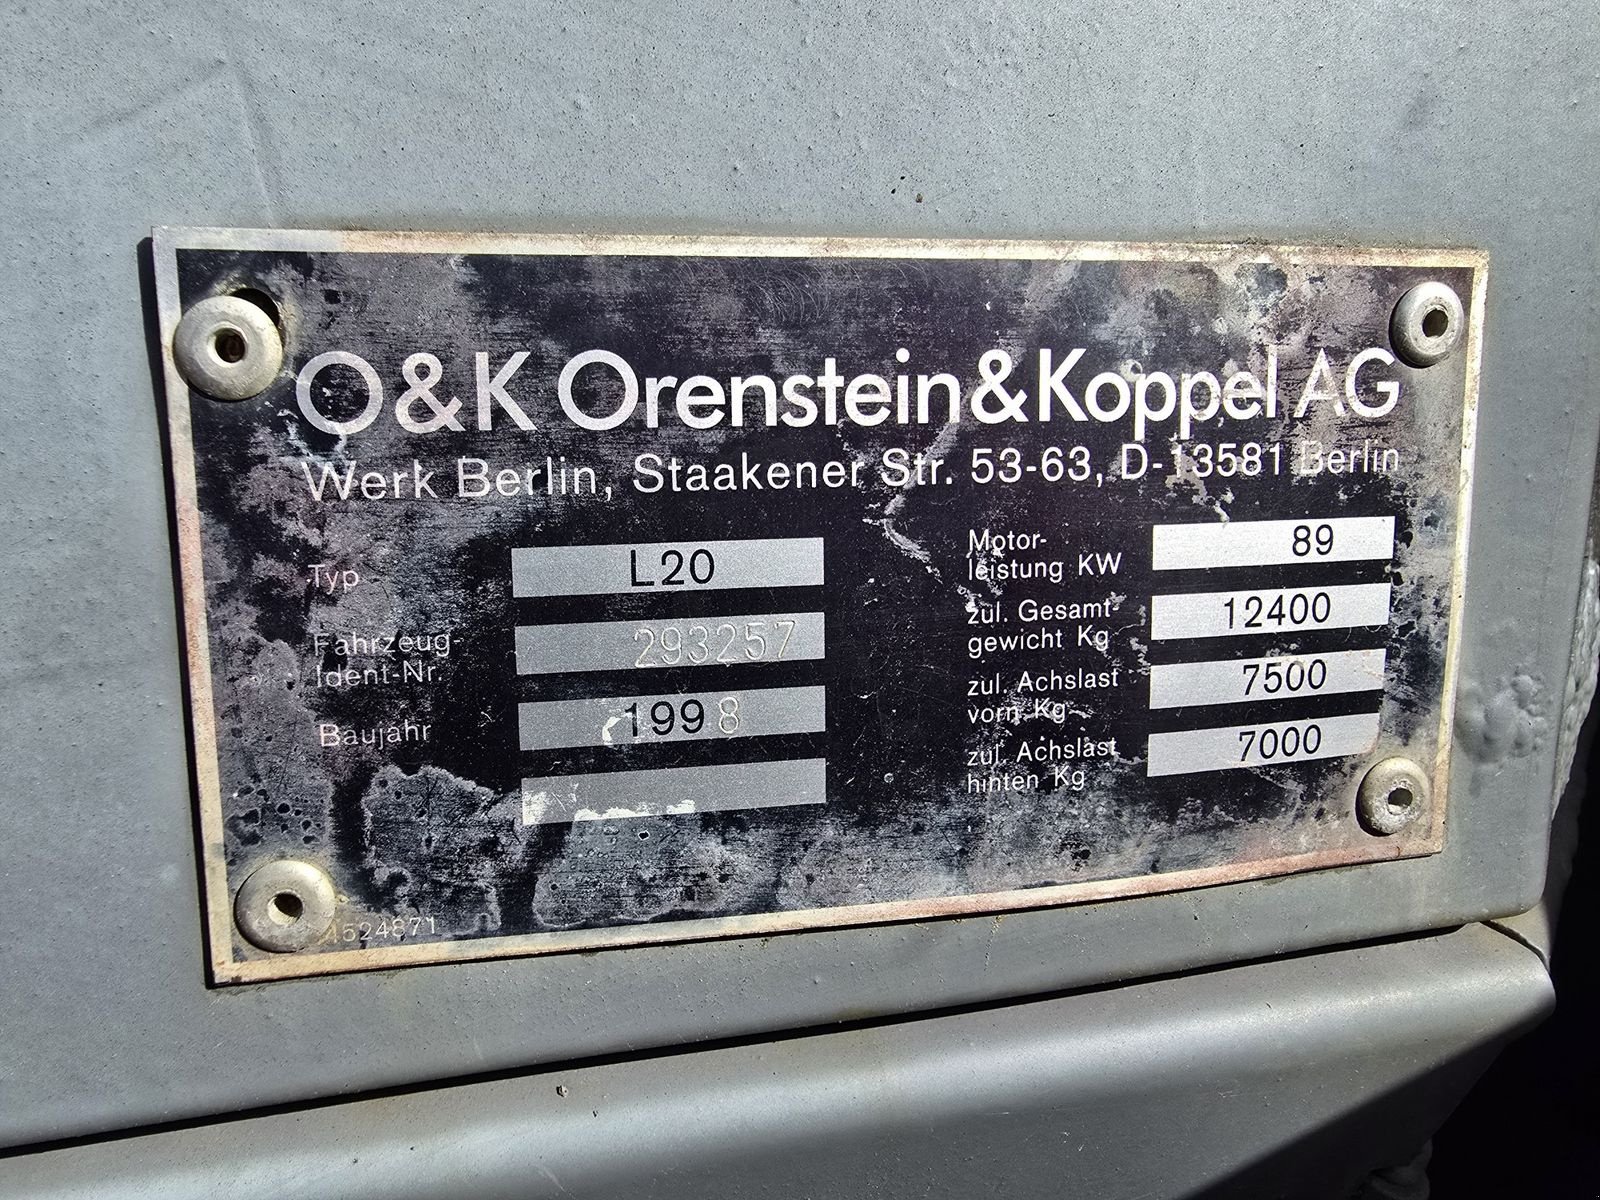 O&K Orenstein&Koppel AG
Werk Berlin, Staakener Str. 53-63, D-13581 Berlin
Typ L20
Fahrzeug-
Ident-Nr. 293257
Baujahr 1998
Motor-
leistung KW 89
zul. Gesamt-
gewicht Kg 12400
zul. Achslast
vorn Kg 7500
zul. Achslast
hinten Kg 7000
4524871